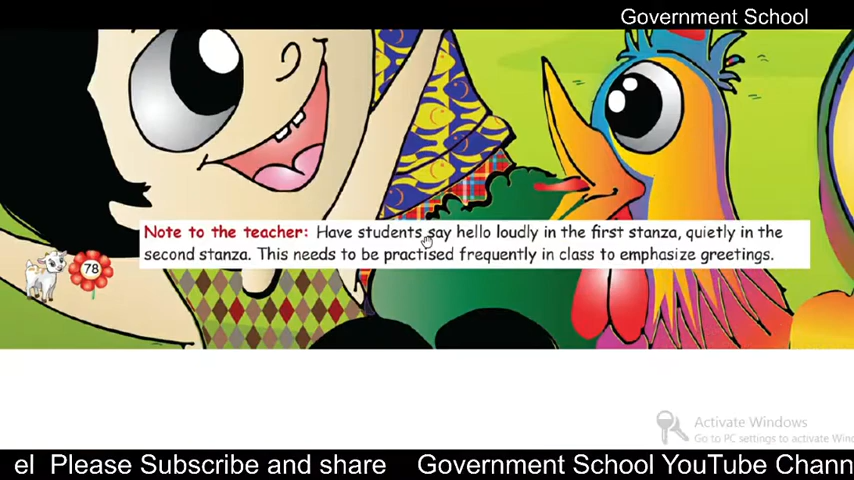 Government School
Note to the teacher: Have students say hello loudly in the first stanza, quietly in the
second stanza. This needs to be practised frequently in class to emphasize greetings.
78
Activate Windows
Go to PC settings to activate Win
el Please Subscribe and share Government School YouTube Chann